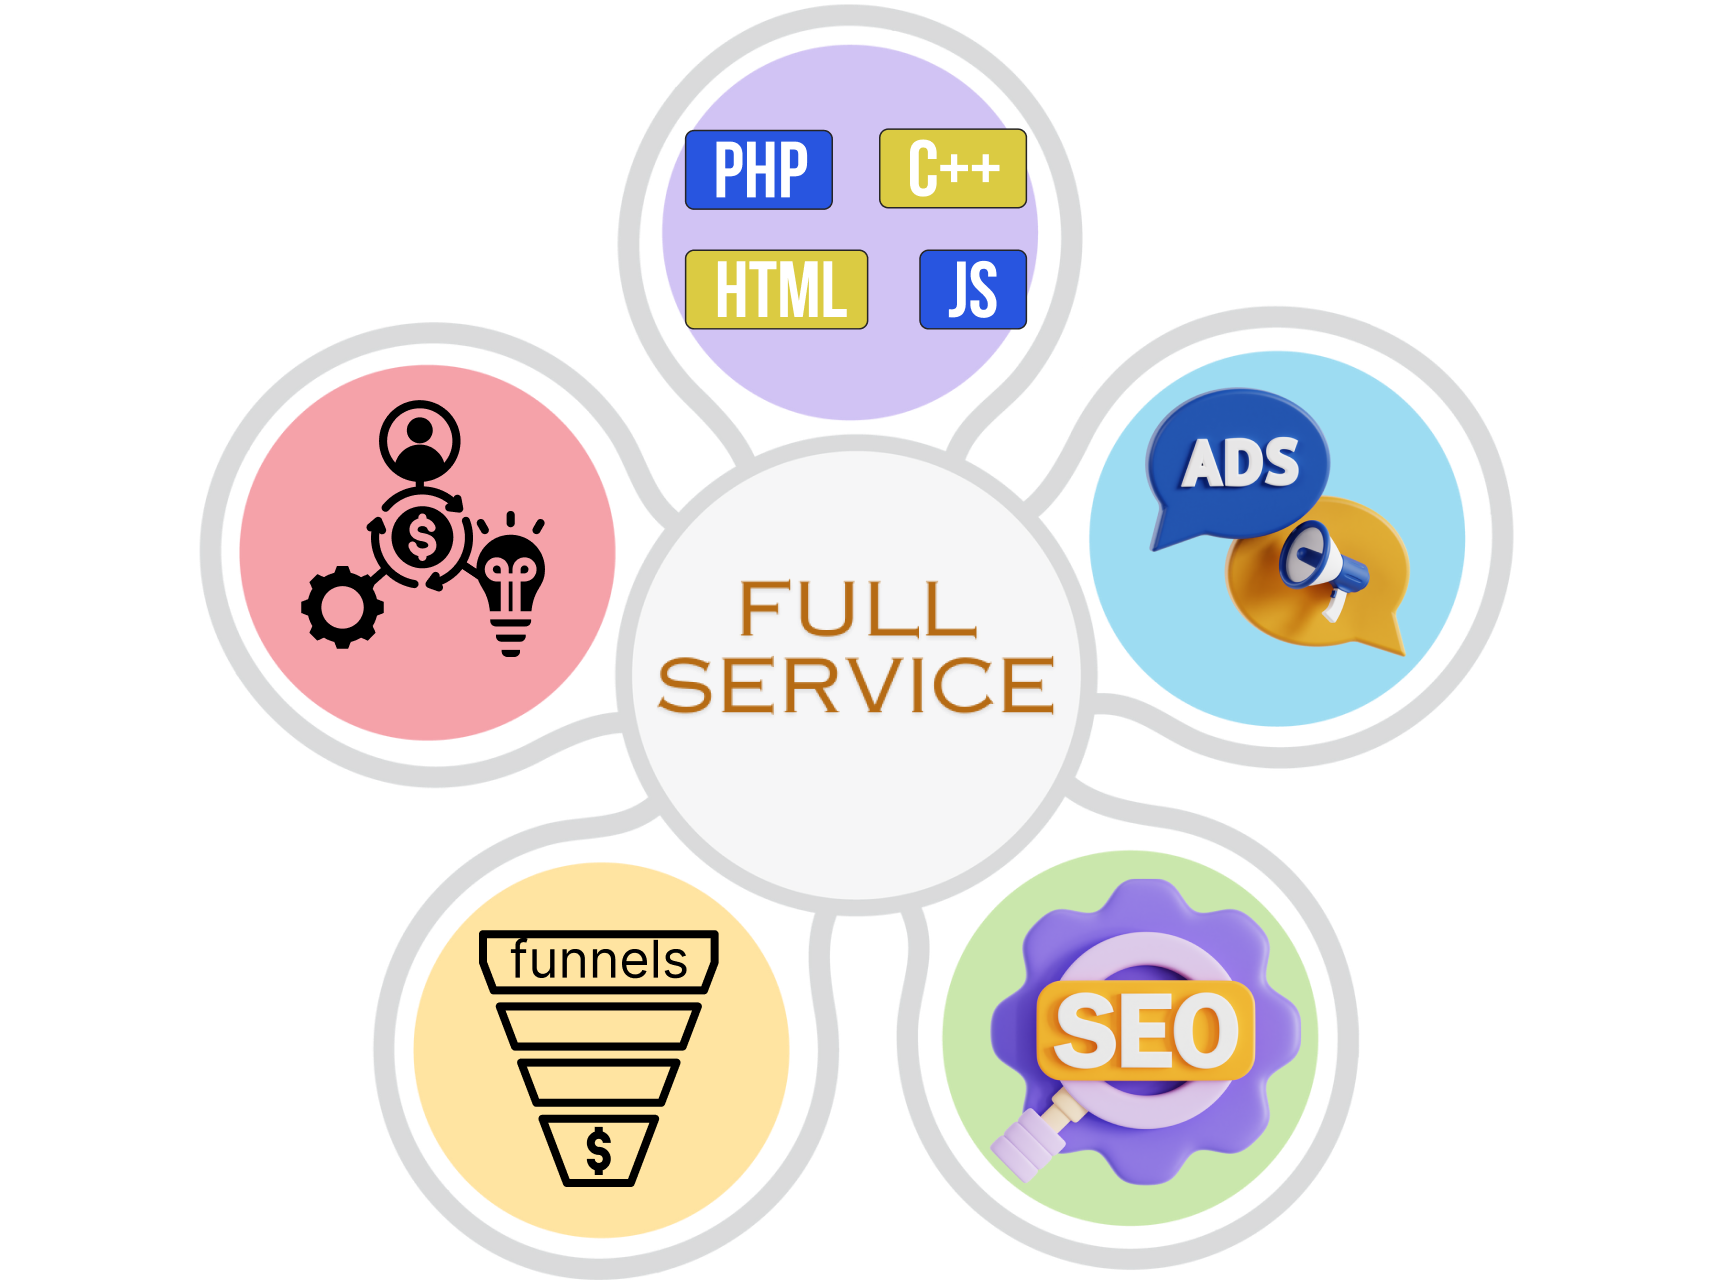 PHP C++
HTML JS
ADS
FULL
SERVICE
funnels
$
SEO
$